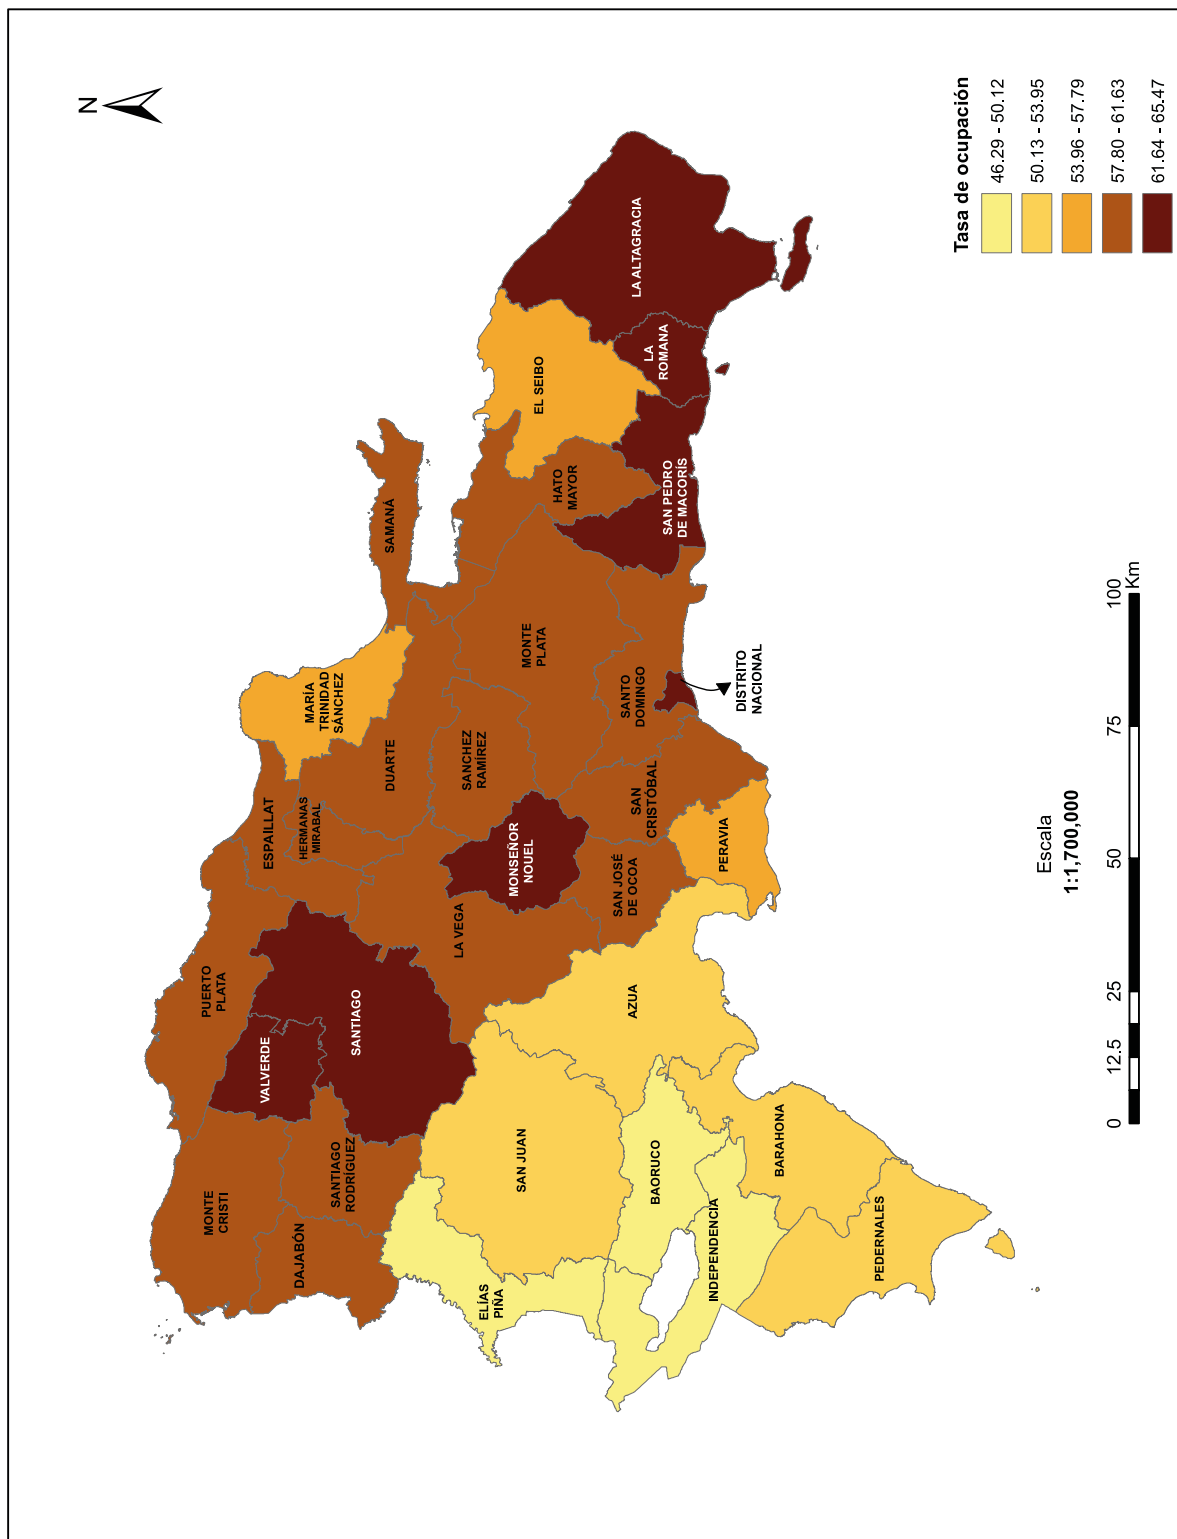 N
PUERTO
PLATA
MONTE
CRISTI
VALVERDE
DAJABÓN
SANTIAGO
RODRÍGUEZ
SANTIAGO
ESPAILLAT
HERMANAS
MIRABAL
MARÍA
TRINIDAD
SÁNCHEZ
DUARTE
SAMANÁ
LA VEGA
SANCHEZ
RAMÍREZ
MONSEÑOR
NOUEL
MONTE
PLATA
HATO
MAYOR
EL SEIBO
LA ALTAGRACIA
LA
ROMANA
SAN PEDRO
DE MACORÍS
ELÍAS
PIÑA
SAN JUAN
AZUA
SAN JOSÉ
DE OCOA
SAN
CRISTÓBAL
SANTO
DOMINGO
DISTRITO
NACIONAL
PERAVIA
BAORUCO
INDEPENDENCIA
BARAHONA
PEDERNALES
Tasa de ocupación
46.29 - 50.12
50.13 - 53.95
53.96 - 57.79
57.80 - 61.63
61.64 - 65.47
Escala
1:1,700,000
0 12.5 25 50 75 100
Km